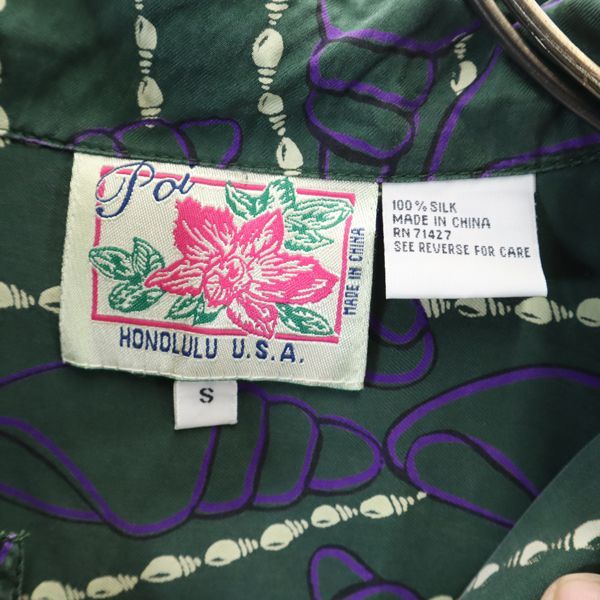 Poi
HONOLULU U.S.A.
MADE IN CHINA
S
100% SILK
MADE IN CHINA
RN 71427
SEE REVERSE FOR CARE